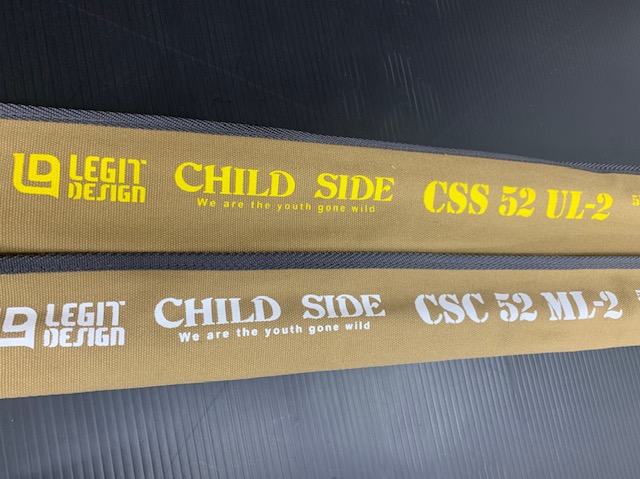 LEGIT DESIGN CHILD SIDE CSS 52 UL-2
We are the youth gone wild
LEGIT DESIGN CHILD SIDE CSC 52 ML-2
We are the youth gone wild